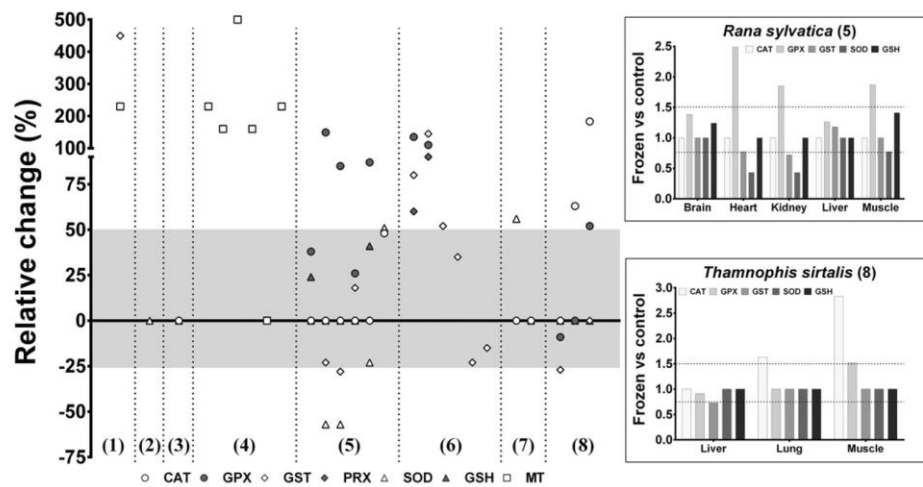 Relative change (%)
500
400
300
200
100
75
50
25
0
-25
-50
-75
(1) (2) (3) (4) (5) (6) (7) (8)
CAT GPX GST PRX SOD GSH MT
Rana sylvatica (5)
CAT GPX GST SOD GSH
Frozen vs control
2.5
2.0
1.5
1.0
0.5
0.0
Brain Heart Kidney Liver Muscle
Thamnophis sirtalis (8)
CAT GPX GST SOD GSH
Frozen vs control
3.0
2.5
2.0
1.5
1.0
0.5
0.0
Liver Lung Muscle